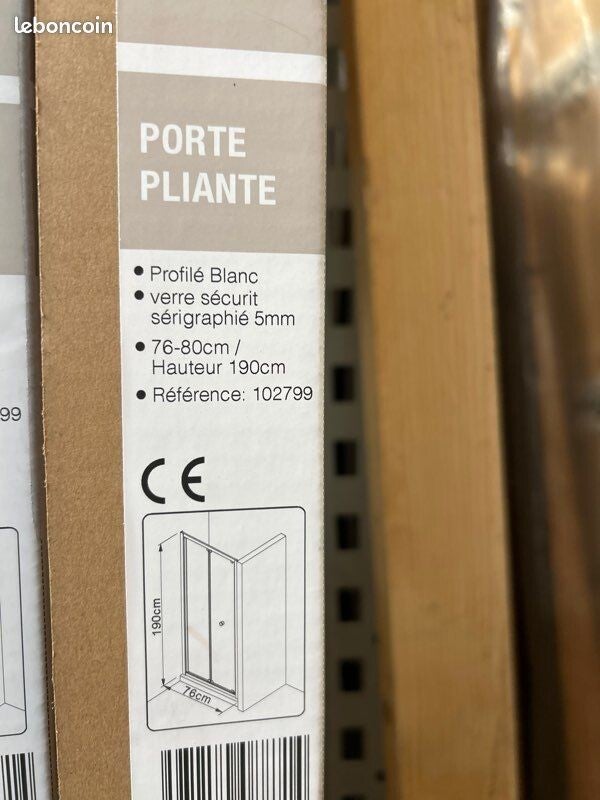 leboncoin
PORTE
PLIANTE
• Profilé Blanc
• verre sécurit
sérigraphié 5mm
• 76-80cm /
Hauteur 190cm
• Référence: 102799
99
CE
190cm
76cm